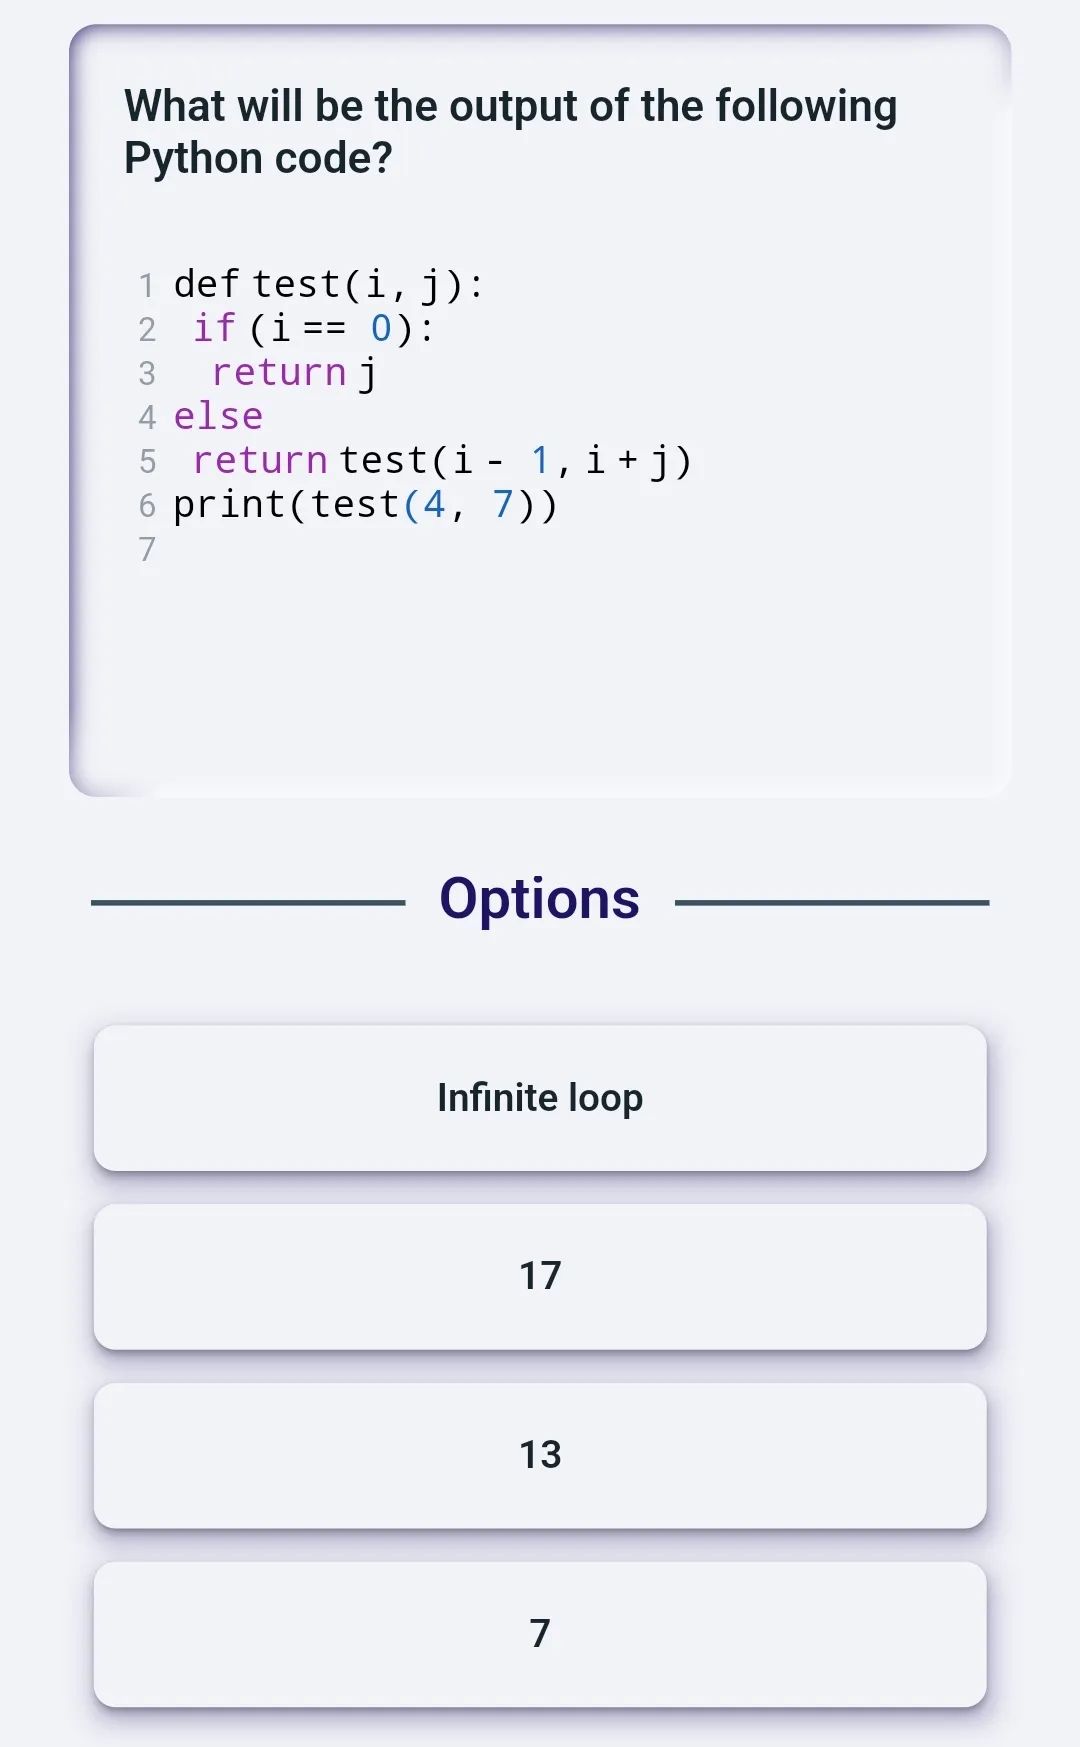 What will be the output of the following
Python code?
1 def test(i, j):
2  if (i == 0):
3   return j
4 else
5  return test(i - 1, i + j)
6 print(test(4, 7))
7
Options
Infinite loop
17
13
7